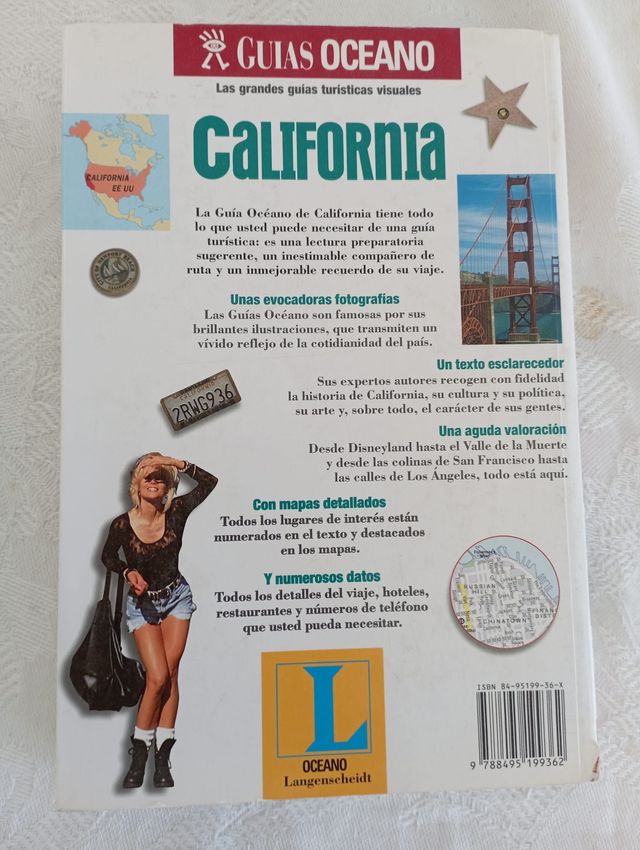 GUIAS OCEANO
Las grandes guías turísticas visuales
CALIFORNIA
CALIFORNIA
EE UU
La Guía Océano de California tiene todo
lo que usted puede necesitar de una guía
turística: es una lectura preparatoria
sugerente, un inestimable compañero de
ruta y un inmejorable recuerdo de su viaje.
Unas evocadoras fotografías
Las Guías Océano son famosas por sus
brillantes ilustraciones, que transmiten un
vívido reflejo de la cotidianidad del país.
Un texto esclarecedor
Sus expertos autores recogen con fidelidad
la historia de California, su cultura y su política,
su arte y, sobre todo, el carácter de sus gentes.
2RWG936
Una aguda valoración
Desde Disneyland hasta el Valle de la Muerte
y desde las colinas de San Francisco hasta
las calles de Los Ángeles, todo está aquí.
Con mapas detallados
Todos los lugares de interés están
numerados en el texto y destacados
en los mapas.
Y numerosos datos
Todos los detalles del viaje, hoteles,
restaurantes y números de teléfono
que usted pueda necesitar.
RUSSIAN
HILL
CHINATOWN
FINAN
DIST
L
OCEANO
Langenscheidt
ISBN 84-95199-36-X
9 788495 199362